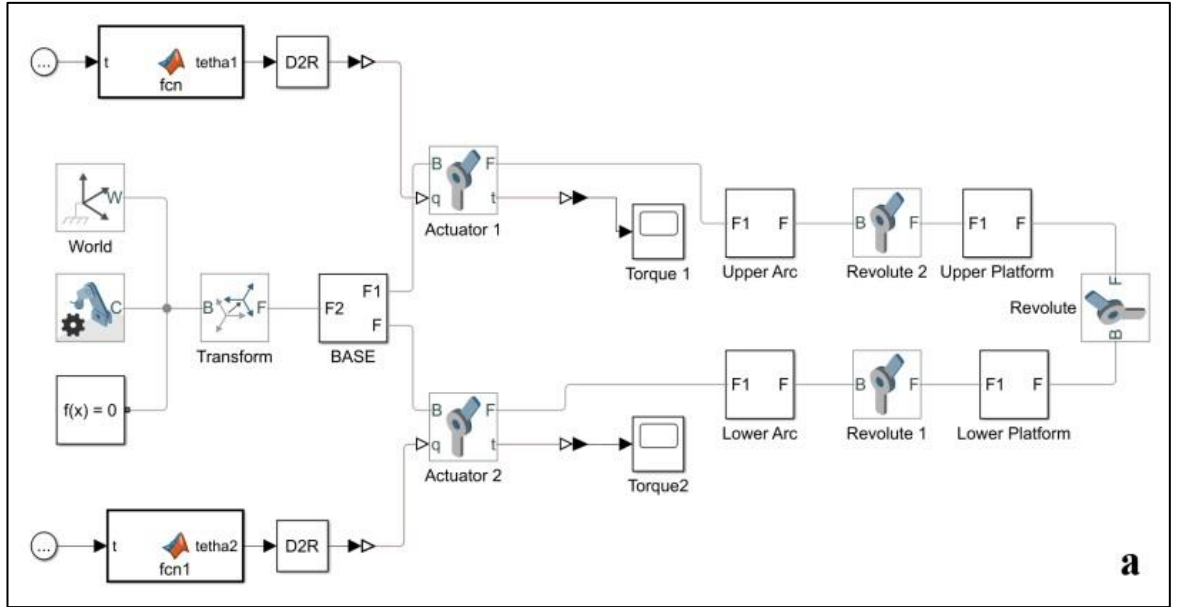 ...
t
tetha1
fcn
D2R
B
F
q
t
Actuator 1
W
World
C
B
F
Transform
f(x) = 0
F2
F1
F
BASE
Torque 1
F1
F
Upper Arc
B
F
Revolute 2
F1
F
Upper Platform
F
Revolute
B
B
F
q
t
Actuator 2
Torque2
F1
F
Lower Arc
B
F
Revolute 1
F1
F
Lower Platform
...
t
tetha2
fcn1
D2R
a